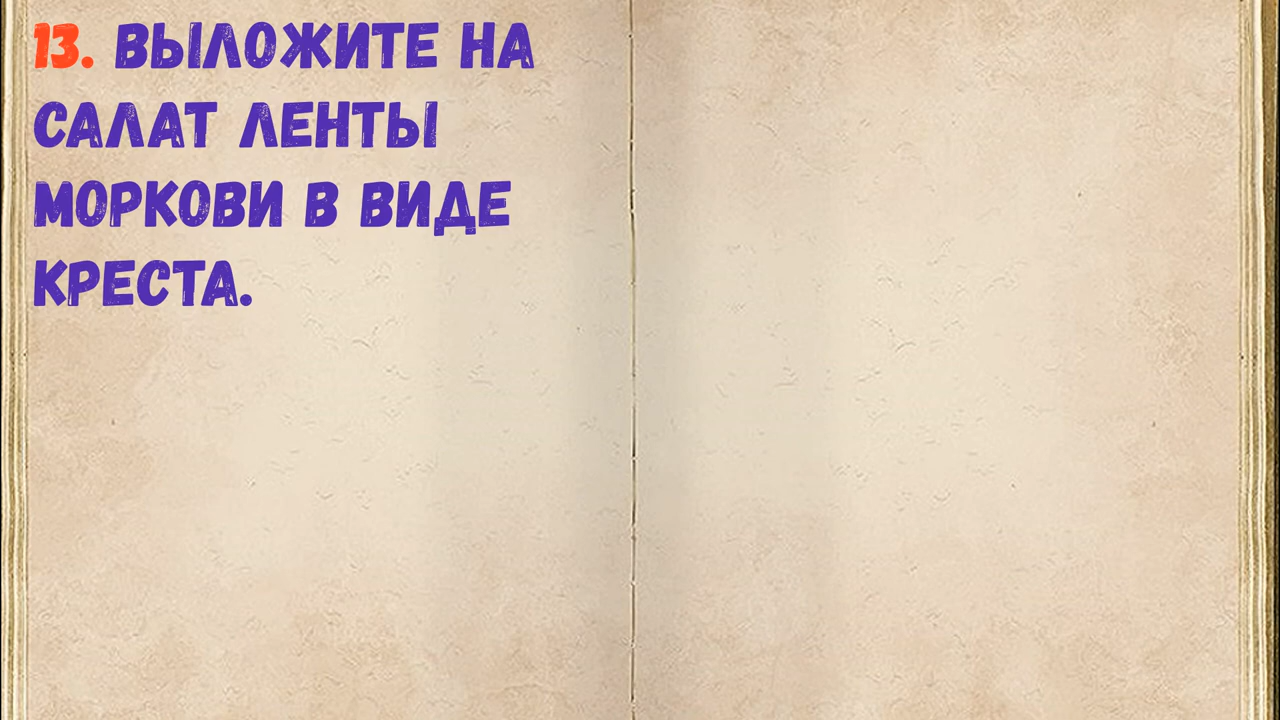 13. ВЫЛОЖИТЕ НА
САЛАТ ЛЕНТЫ
МОРКОВИ В ВИДЕ
КРЕСТА.